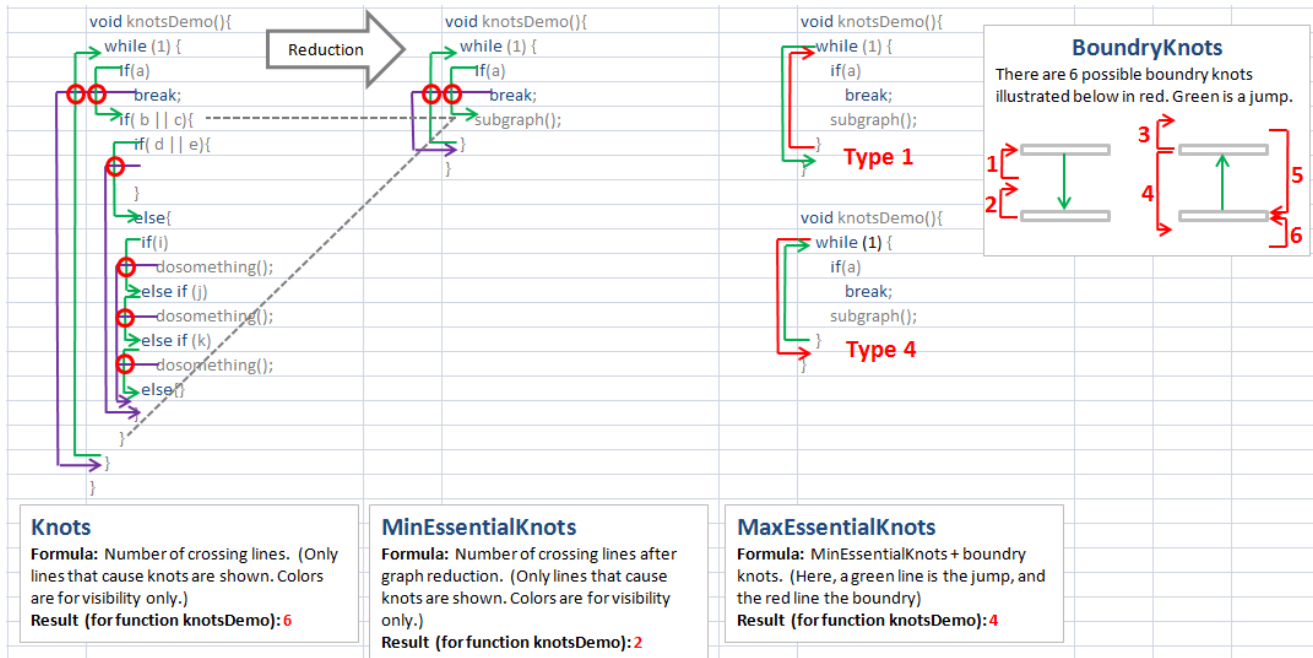 void knotsDemo(){
while (1) {
if(a)
break;
if( b || c){
if( d || e){
}
else{
if(i)
dosomething();
else if (j)
dosomething();
else if (k)
dosomething();
else{}
}
}
}
}
Reduction
void knotsDemo(){
while (1) {
if(a)
break;
subgraph();
}
}
void knotsDemo(){
while (1) {
if(a)
break;
subgraph();
}
Type 1
}
void knotsDemo(){
while (1) {
if(a)
break;
subgraph();
}
Type 4
}
BoundryKnots
There are 6 possible boundry knots
illustrated below in red. Green is a jump.
1
2
3
4
5
6
Knots
Formula: Number of crossing lines. (Only
lines that cause knots are shown. Colors
are for visibility only.)
Result (for function knotsDemo): 6
MinEssentialKnots
Formula: Number of crossing lines after
graph reduction. (Only lines that cause
knots are shown. Colors are for visibility
only.)
Result (for function knotsDemo): 2
MaxEssentialKnots
Formula: MinEssentialKnots + boundry
knots. (Here, a green line is the jump, and
the red line the boundry)
Result (for function knotsDemo): 4